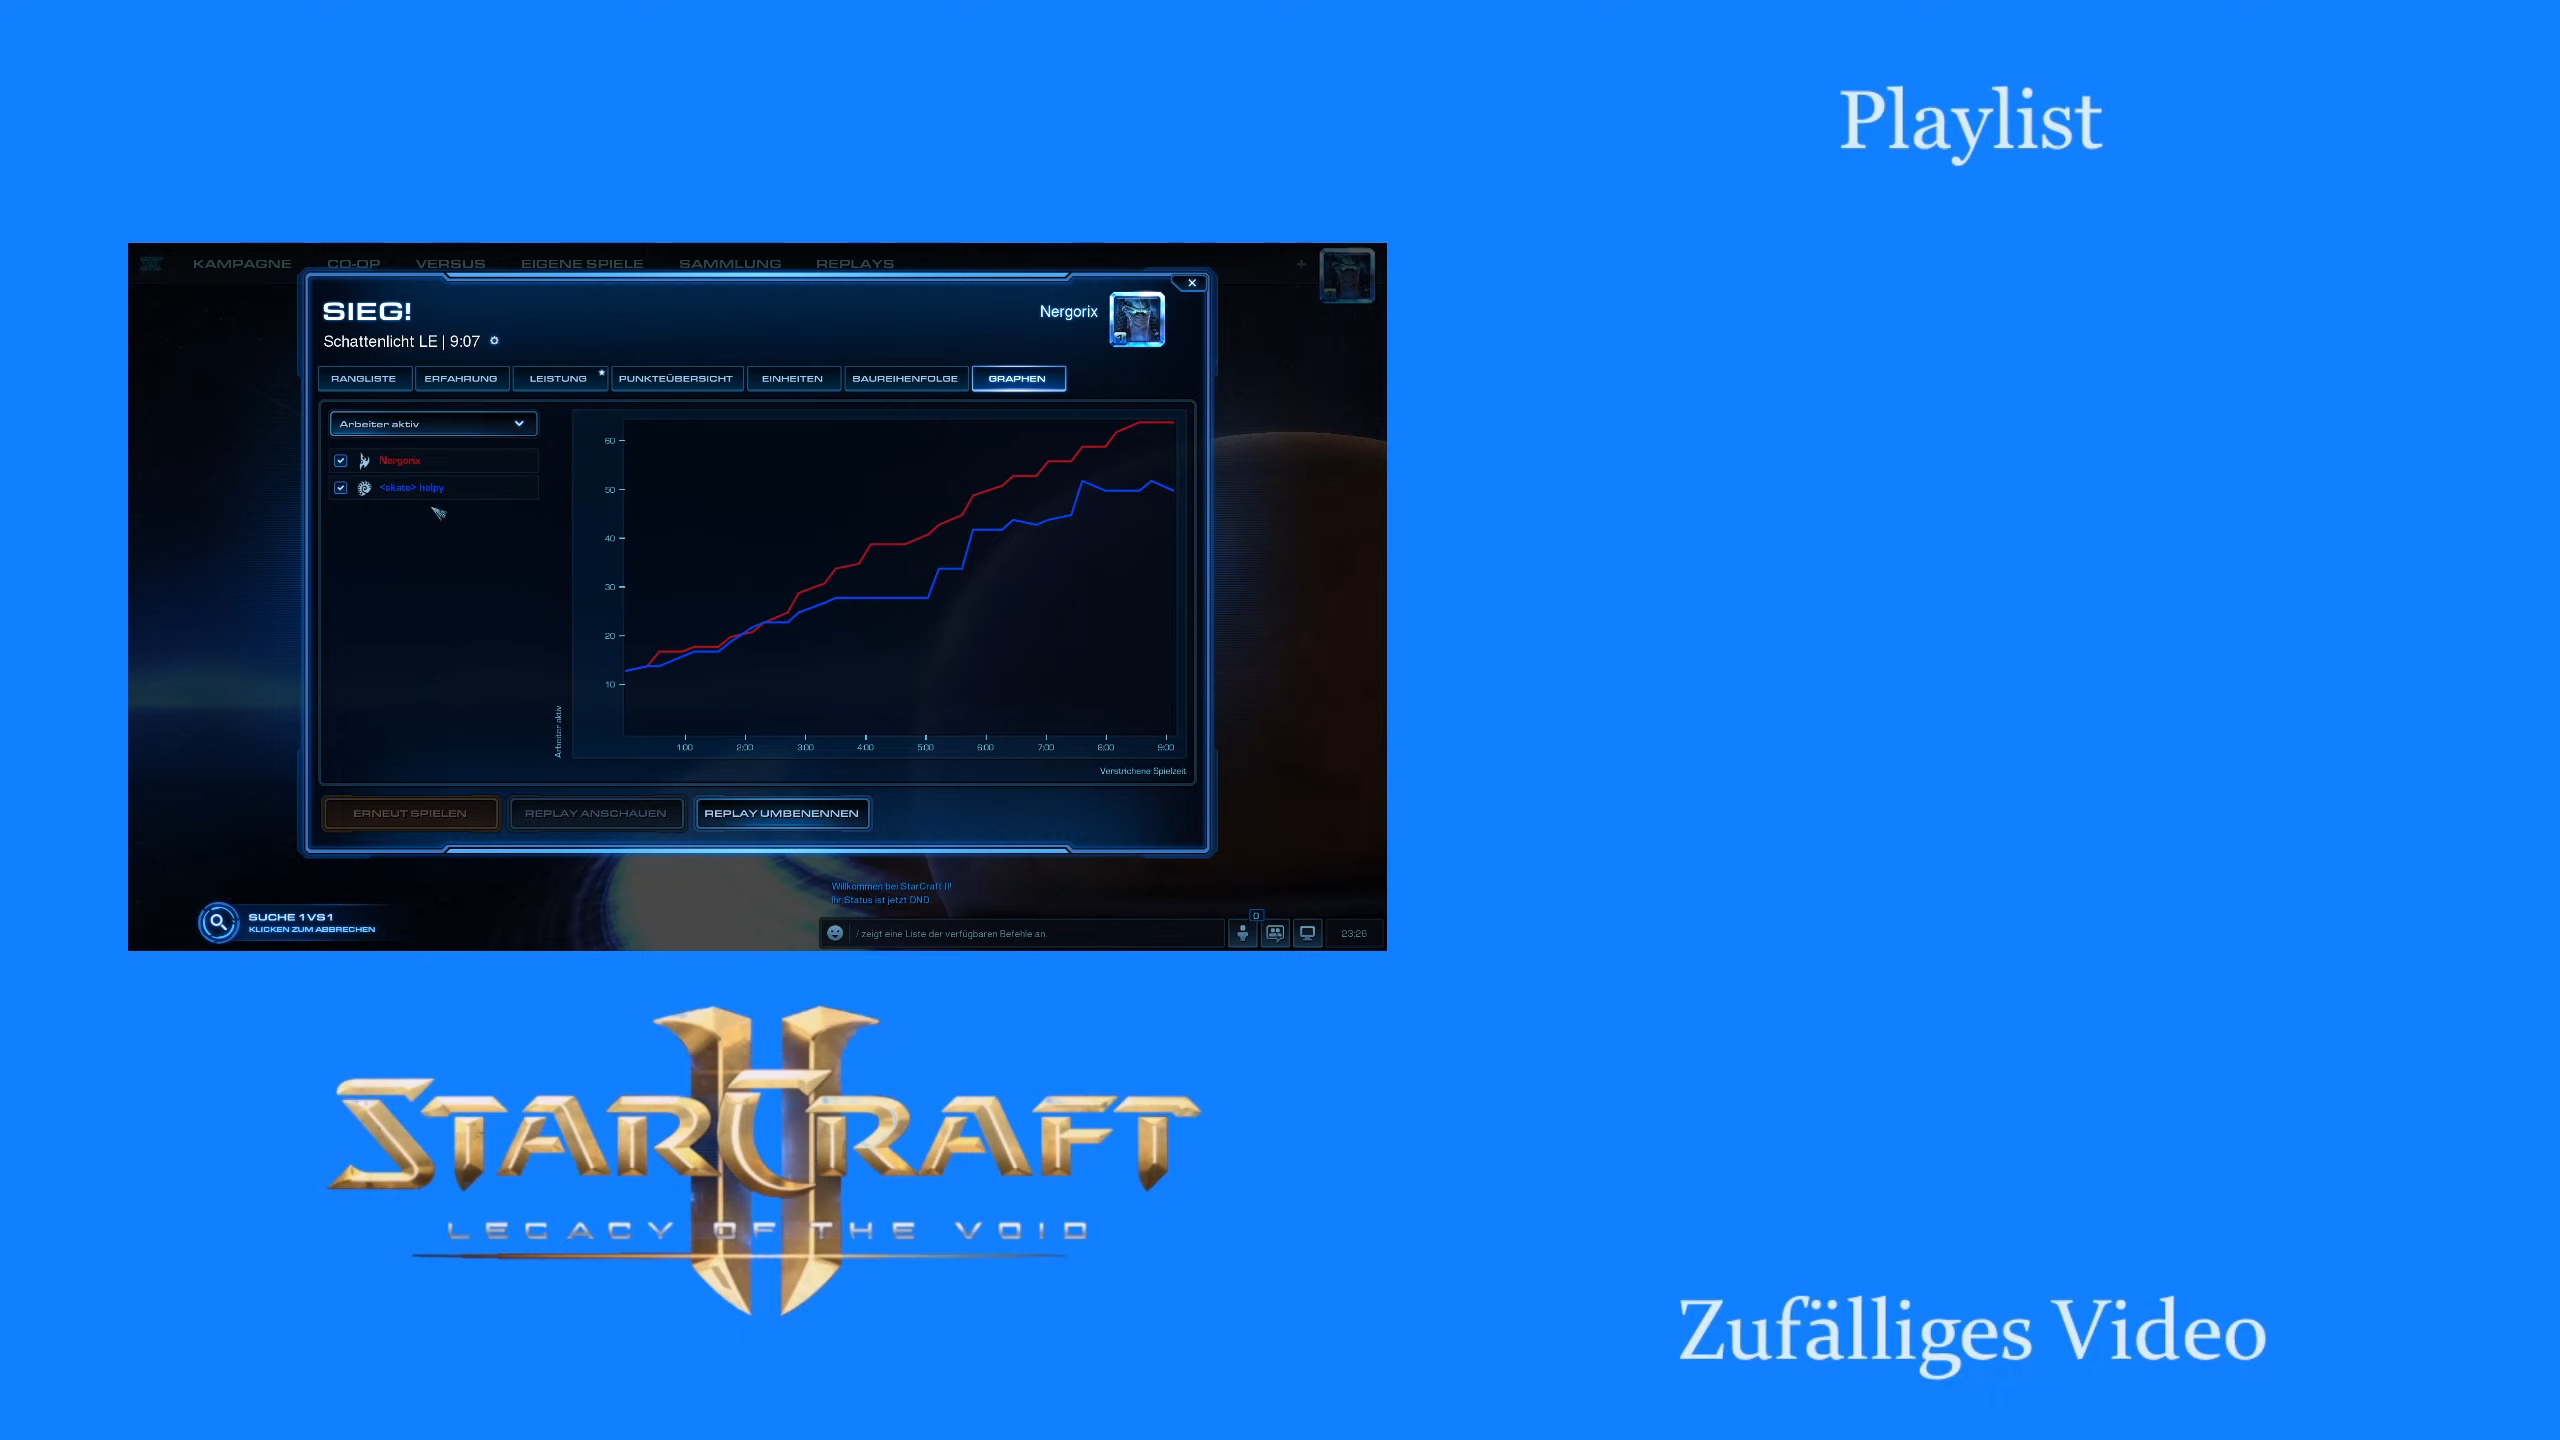 Playlist
KAMPAGNE CO-OP VERSUS EIGENE SPIELE SAMMLUNG REPLAYS
SIEG!
Nergorix
Schattenlicht LE | 9:07
RANGLISTE ERFAHRUNG LEISTUNG PUNKTEÜBERSICHT EINHEITEN BAUREIHENFOLGE GRAPHEN
Arbeiter aktiv
Nergorix
<skate> helpy
60
50
40
30
20
10
Arbeiter aktiv
1:00 2:00 3:00 4:00 5:00 6:00 7:00 8:00 9:00
Verstrichene Spielzeit
ERNEUT SPIELEN REPLAY ANSCHAUEN REPLAY UMBENENNEN
Willkommen bei StarCraft II!
Ihr Status ist jetzt DND.
SUCHE 1VS1
KLICKEN ZUM ABBRECHEN
/ zeigt eine Liste der verfügbaren Befehle an.
0
23:26
STARCRAFT
II
LEGACY OF THE VOID
Zufälliges Video